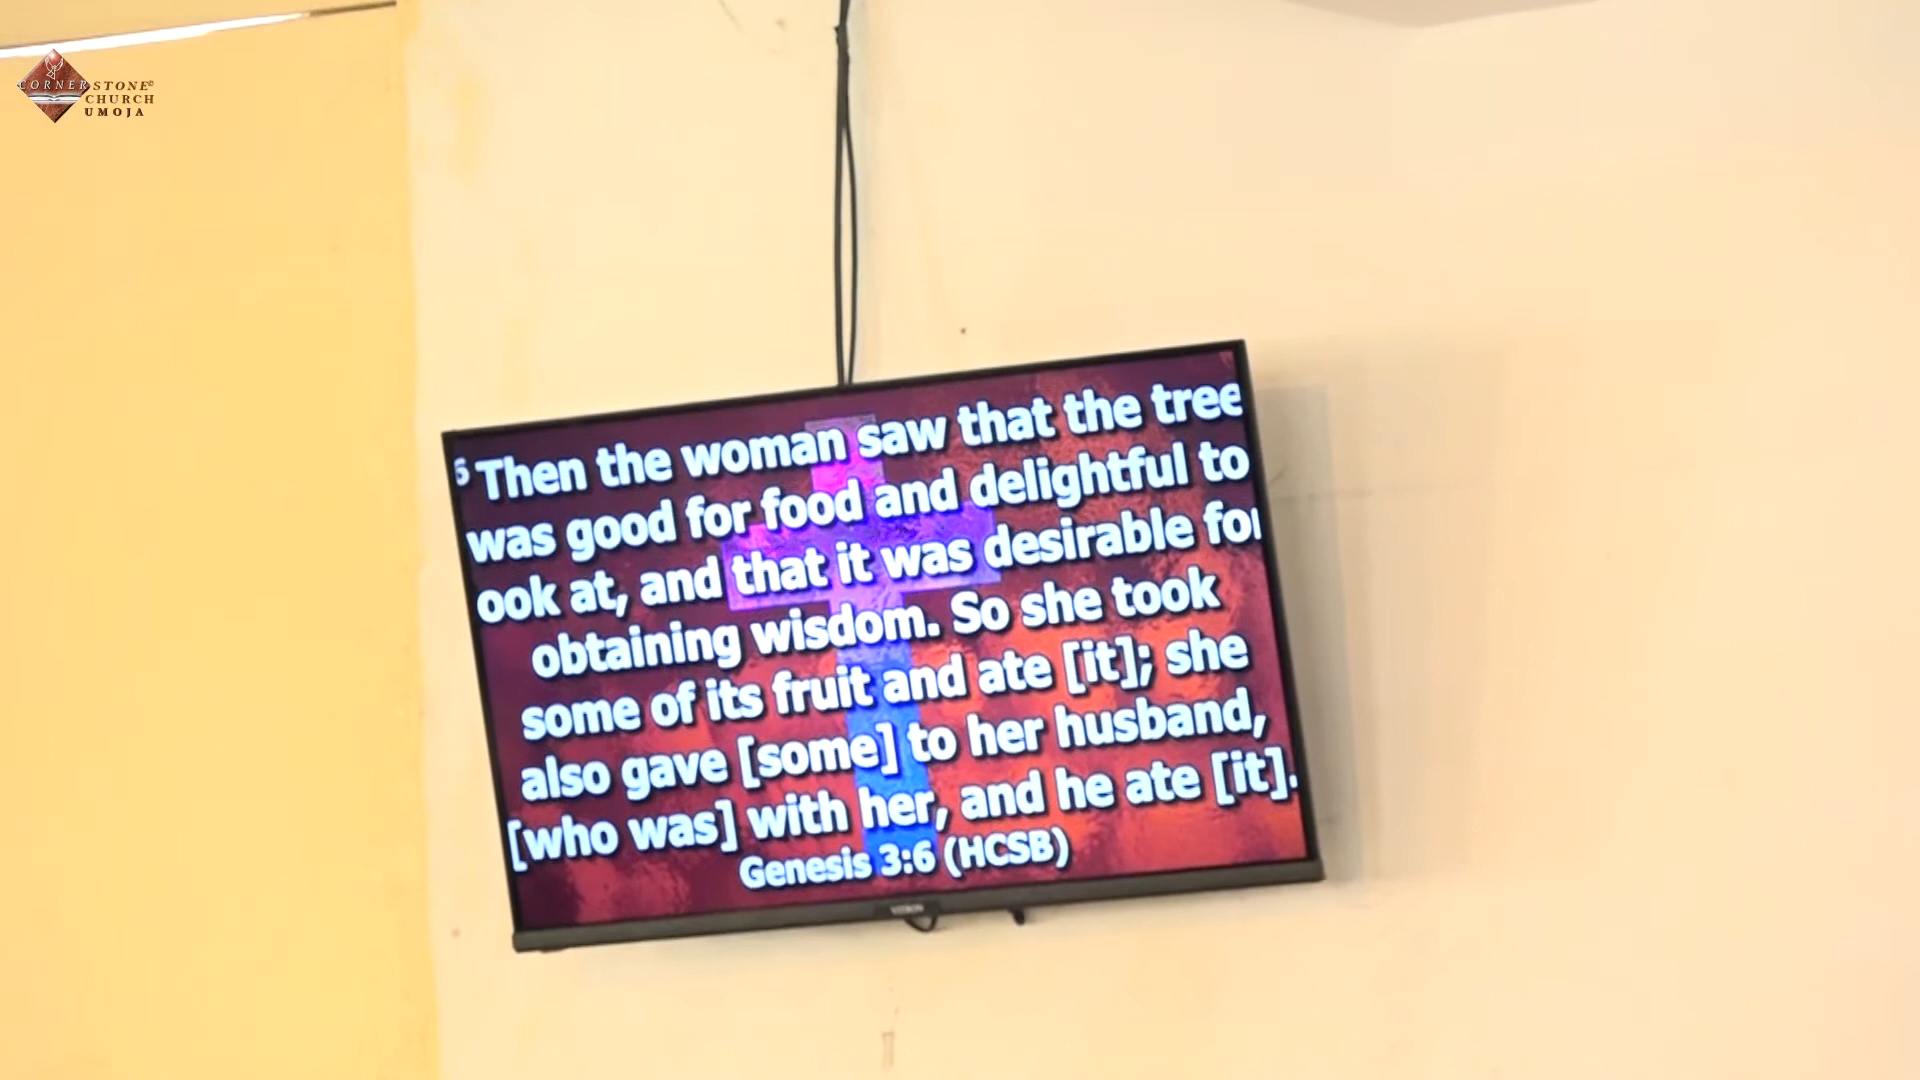 CORNERSTONE
CHURCH
UMOJA
6 Then the woman saw that the tree
was good for food and delightful to
ook at, and that it was desirable for
obtaining wisdom. So she took
some of its fruit and ate [it]; she
also gave [some] to her husband,
[who was] with her, and he ate [it].
Genesis 3:6 (HCSB)